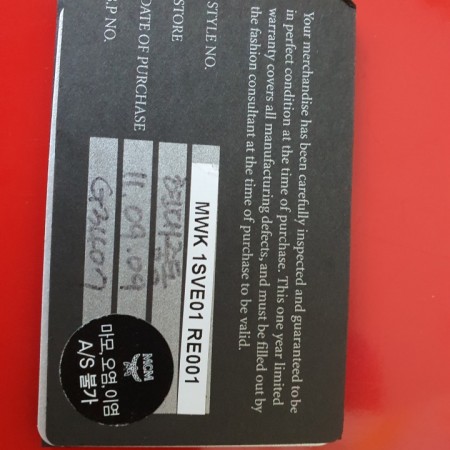 Your merchandise has been carefully inspected and guaranteed to be
in perfect condition at the time of purchase. This one year limited
warranty covers all manufacturing defects, and must be filled out by
the fashion consultant at the time of purchase to be valid.
STYLE NO. MWK 1SVE01 RE001
STORE
DATE OF PURCHASE 11.09.09
.P NO.
MCM
마모,오염,이염
A/S 불가